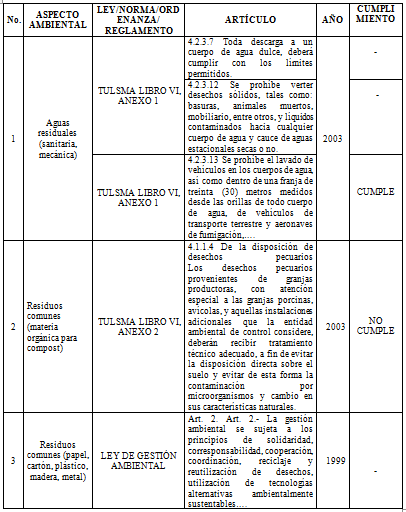 No.
ASPECTO
AMBIENTAL
LEY/NORMA/ORD
ENANZA/
REGLAMENTO
ARTÍCULO
AÑO
CUMPLI
MIENTO
1
Aguas
residuales
(sanitaria,
mecánica)
TULSMA LIBRO VI,
ANEXO 1
4.2.3.7 Toda descarga a un
cuerpo de agua dulce, deberá
cumplir con los límites
permitidos.
-
4.2.3.12 Se prohíbe verter
desechos sólidos, tales como:
basuras, animales muertos,
mobiliario, entre otros, y líquidos
contaminados hacia cualquier
cuerpo de agua y cauce de aguas
estacionales secas o no.
2003
-
TULSMA LIBRO VI,
ANEXO 1
4.2.3.13 Se prohíbe el lavado de
vehículos en los cuerpos de agua,
así como dentro de una franja de
treinta (30) metros medidos
desde las orillas de todo cuerpo
de agua, de vehículos de
transporte terrestre y aeronaves
de fumigación,....
CUMPLE
2
Residuos
comunes
(materia
orgánica para
compost)
TULSMA LIBRO VI,
ANEXO 2
4.1.1.4 De la disposición de
desechos pecuarios
Los desechos pecuarios
provenientes de granjas
productoras, con atención
especial a las granjas porcinas,
avícolas, y aquellas instalaciones
adicionales que la entidad
ambiental de control considere,
deberán recibir tratamiento
técnico adecuado, a fin de evitar
la disposición directa sobre el
suelo y evitar de esta forma la
contaminación por
microorganismos y cambio en
sus características naturales.
2003
NO
CUMPLE
3
Residuos
comunes (papel,
cartón, plástico,
madera, metal)
LEY DE GESTIÓN
AMBIENTAL
Art. 2. Art. 2.- La gestión
ambiental se sujeta a los
principios de solidaridad,
corresponsabilidad, cooperación,
coordinación, reciclaje y
reutilización de desechos,
utilización de tecnologías
alternativas ambientalmente
sustentables....
1999
-